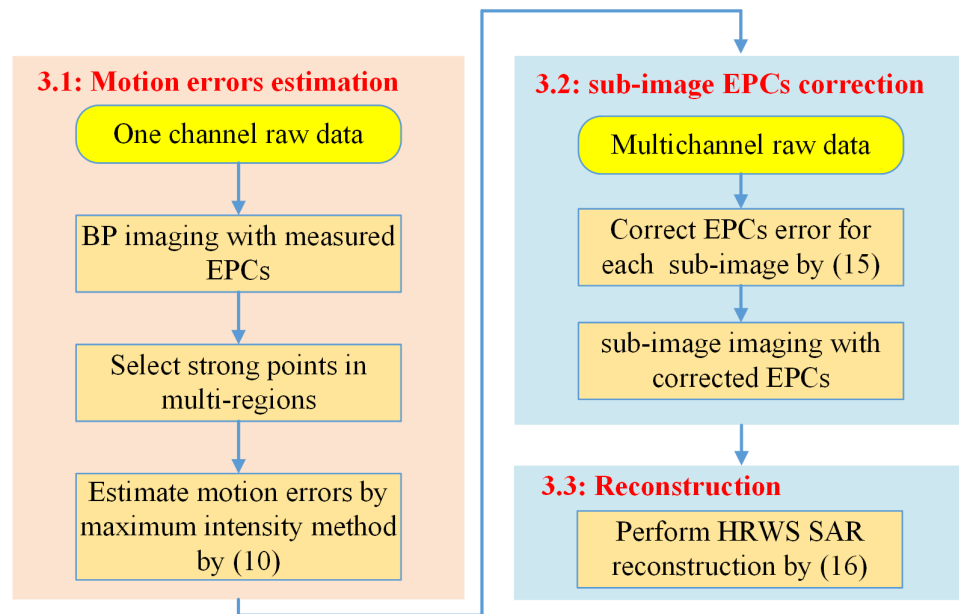 3.1: Motion errors estimation
One channel raw data
BP imaging with measured
EPCs
Select strong points in
multi-regions
Estimate motion errors by
maximum intensity method
by (10)
3.2: sub-image EPCs correction
Multichannel raw data
Correct EPCs error for
each sub-image by (15)
sub-image imaging with
corrected EPCs
3.3: Reconstruction
Perform HRWS SAR
reconstruction by (16)